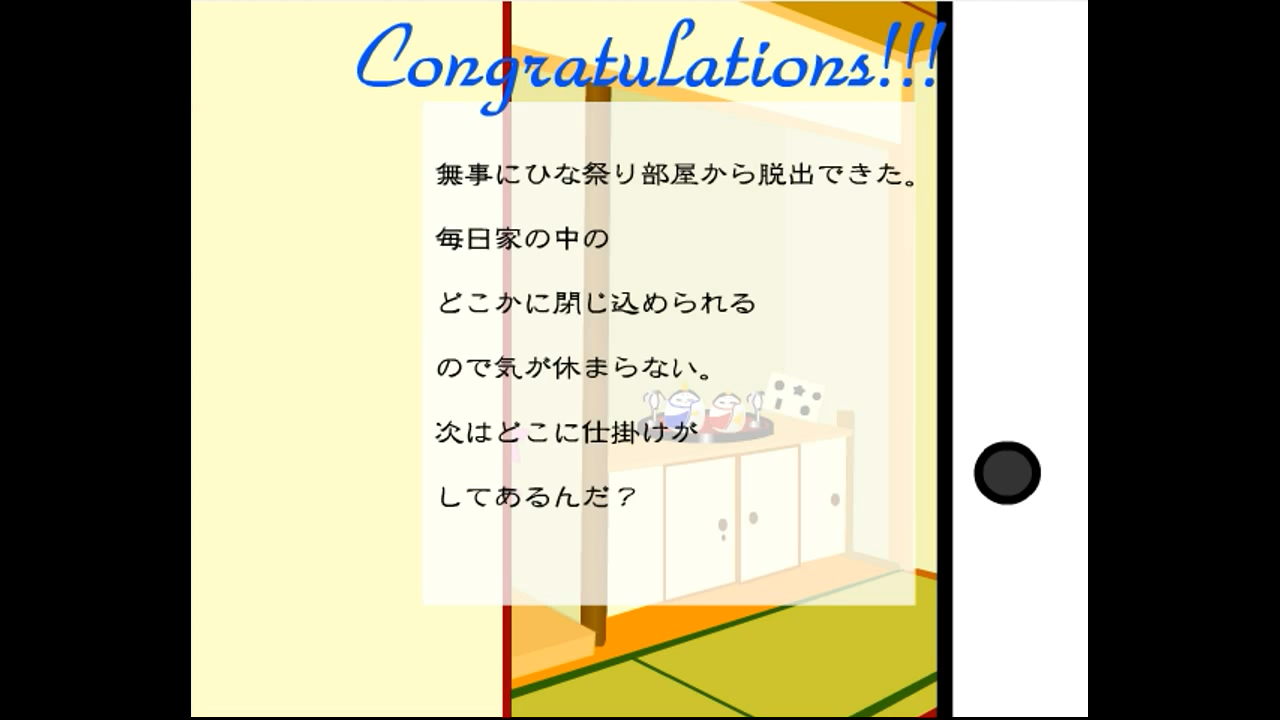 Congratulations!!!
無事にひな祭り部屋から脱出できた。
毎日家の中の
どこかに閉じ込められる
ので気が休まらない。
次はどこに仕掛けが
してあるんだ？